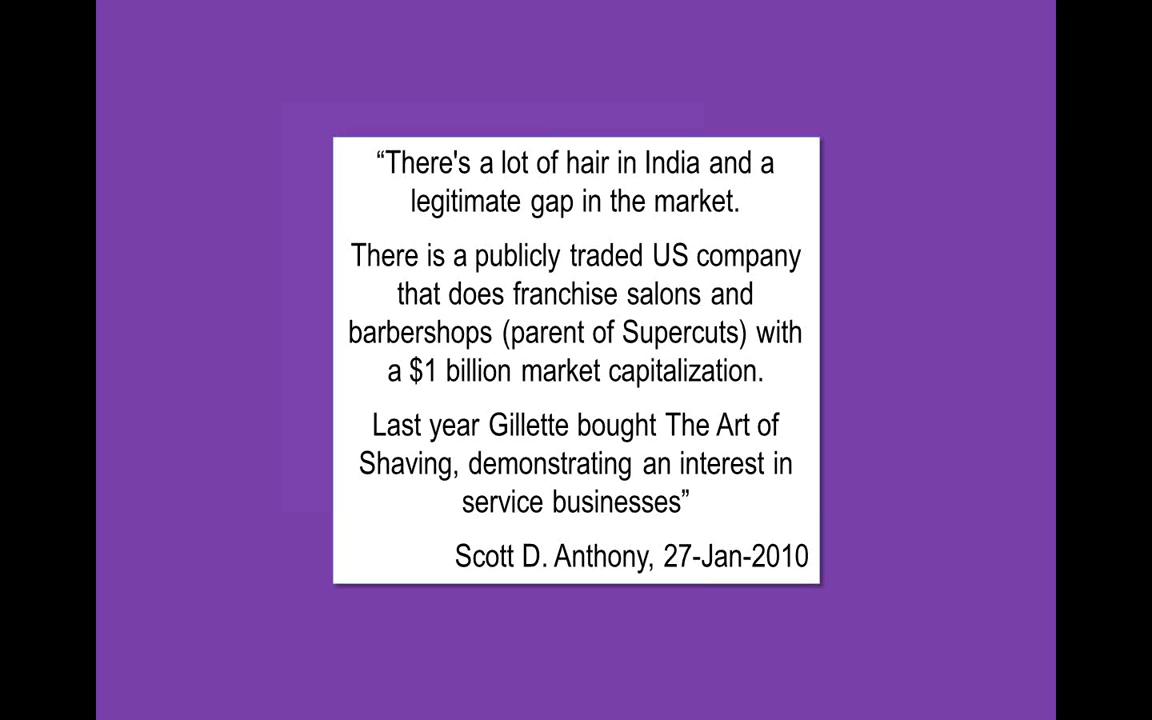 “There's a lot of hair in India and a
legitimate gap in the market.
There is a publicly traded US company
that does franchise salons and
barbershops (parent of Supercuts) with
a $1 billion market capitalization.
Last year Gillette bought The Art of
Shaving, demonstrating an interest in
service businesses”
Scott D. Anthony, 27-Jan-2010